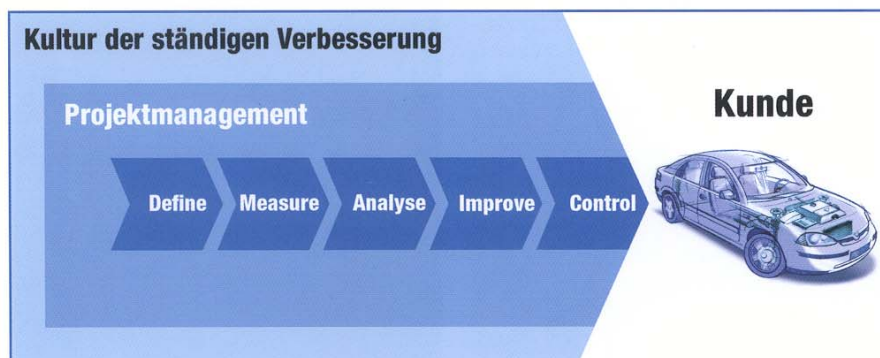 Kultur der ständigen Verbesserung
Projektmanagement
Kunde
Define
Measure
Analyse
Improve
Control